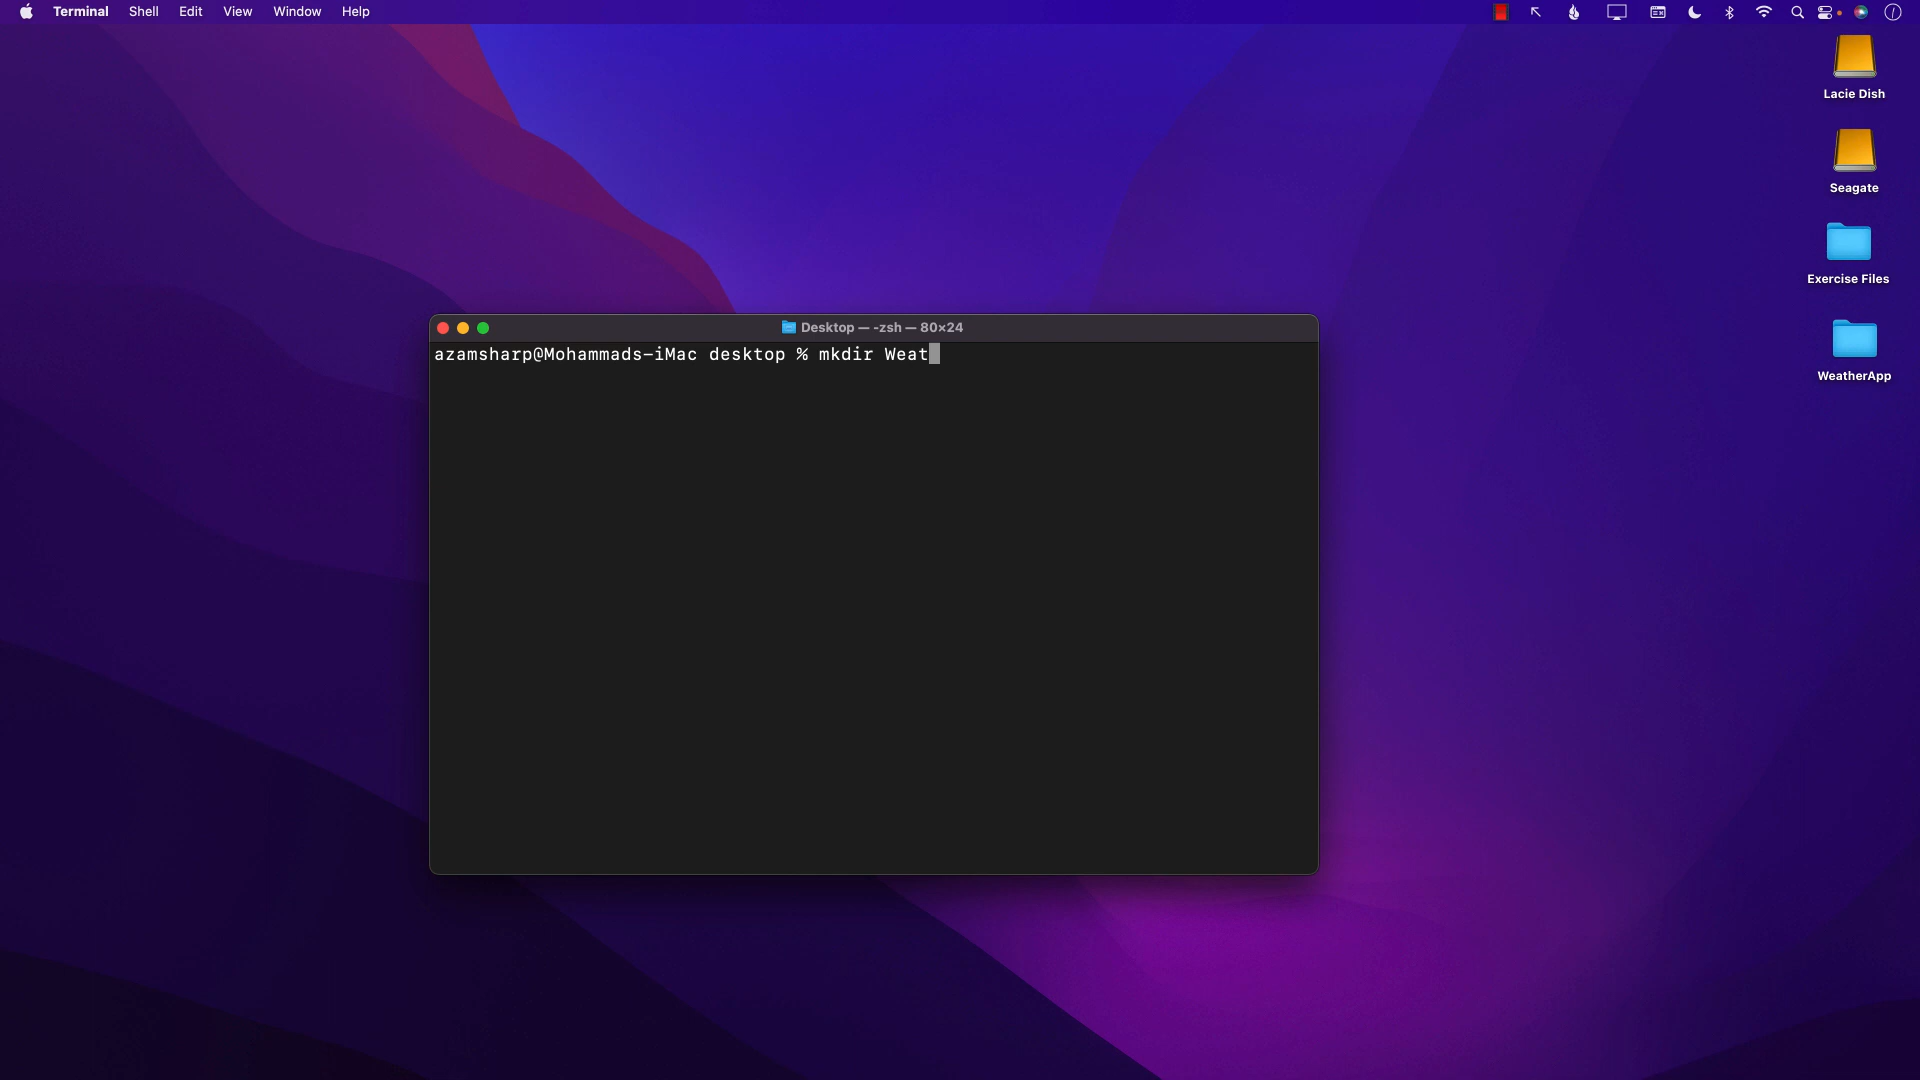 Terminal Shell Edit View Window Help
Lacie Dish
Seagate
Exercise Files
WeatherApp
Desktop — -zsh — 80×24
azamsharp@Mohammads-iMac desktop % mkdir Weat